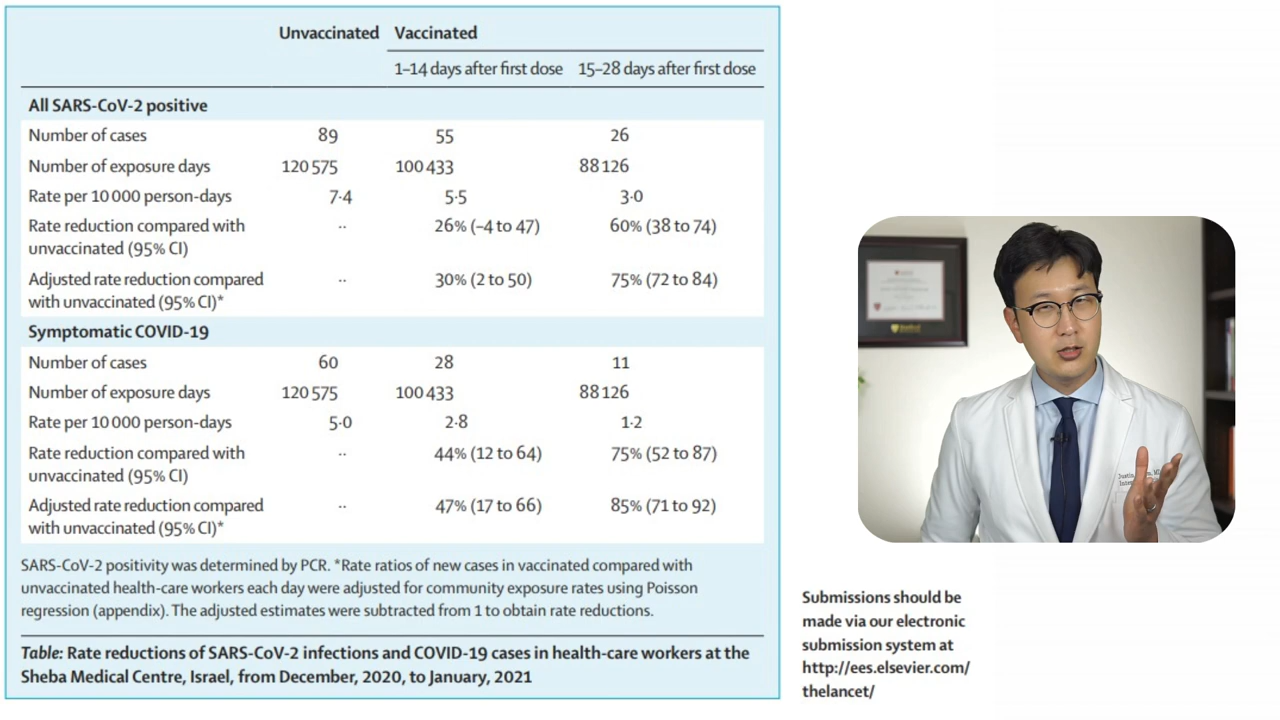 Unvaccinated Vaccinated
1–14 days after first dose 15–28 days after first dose
All SARS-CoV-2 positive
Number of cases 89 55 26
Number of exposure days 120 575 100 433 88 126
Rate per 10 000 person-days 7·4 5·5 3·0
Rate reduction compared with
unvaccinated (95% CI) ·· 26% (–4 to 47) 60% (38 to 74)
Adjusted rate reduction compared
with unvaccinated (95% CI)* ·· 30% (2 to 50) 75% (72 to 84)
Symptomatic COVID-19
Number of cases 60 28 11
Number of exposure days 120 575 100 433 88 126
Rate per 10 000 person-days 5·0 2·8 1·2
Rate reduction compared with
unvaccinated (95% CI) ·· 44% (12 to 64) 75% (52 to 87)
Adjusted rate reduction compared
with unvaccinated (95% CI)* ·· 47% (17 to 66) 85% (71 to 92)
SARS-CoV-2 positivity was determined by PCR. *Rate ratios of new cases in vaccinated compared with
unvaccinated health-care workers each day were adjusted for community exposure rates using Poisson
regression (appendix). The adjusted estimates were subtracted from 1 to obtain rate reductions.
Table: Rate reductions of SARS-CoV-2 infections and COVID-19 cases in health-care workers at the
Sheba Medical Centre, Israel, from December, 2020, to January, 2021
Submissions should be
made via our electronic
submission system at
http://ees.elsevier.com/
thelancet/